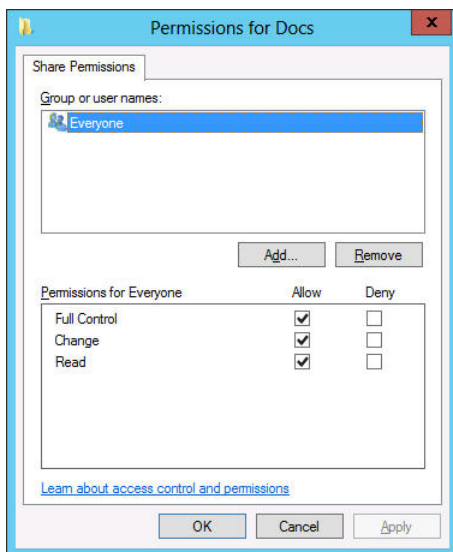 Permissions for Docs
x
Share Permissions
Group or user names:
Everyone
Add...
Remove
Permissions for Everyone Allow Deny
Full Control
Change
Read
Learn about access control and permissions
OK Cancel Apply